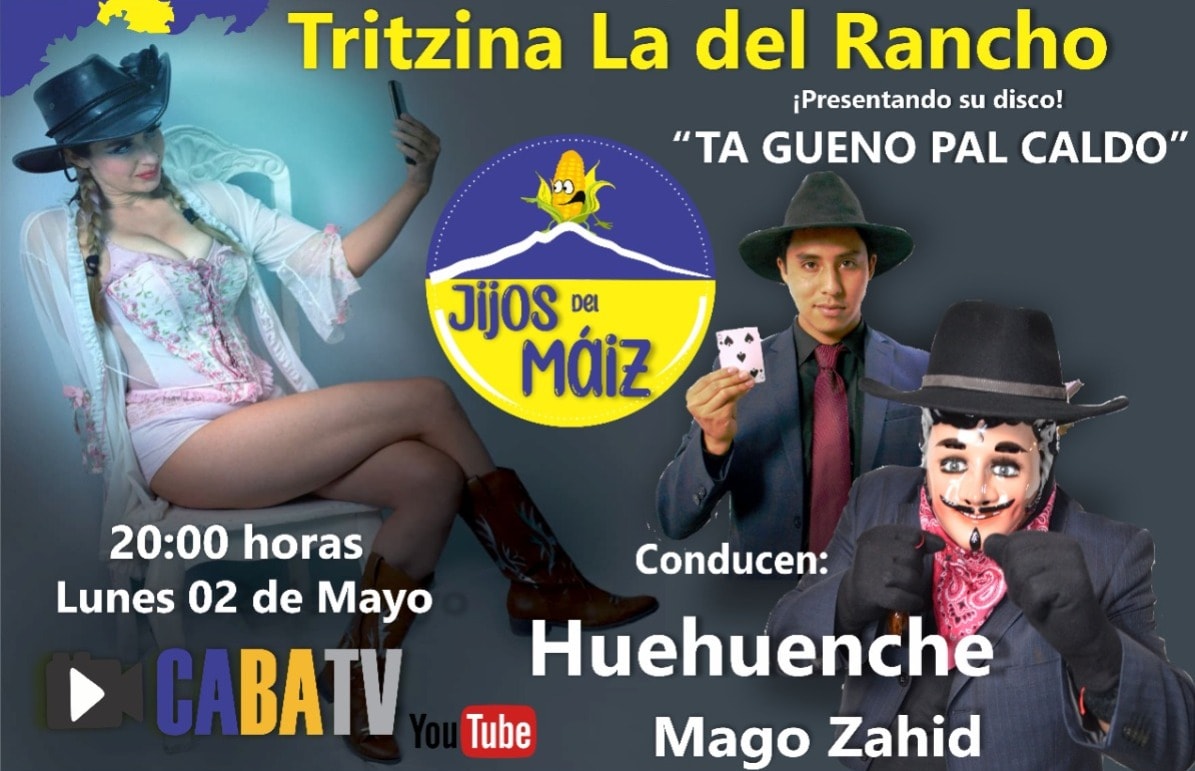 Tritzina La del Rancho
¡Presentando su disco!
“TA GUENO PAL CALDO”
Jijos DEL
MáiZ
20:00 horas
Lunes 02 de Mayo
Conducen:
Huehuenche
Mago Zahid
CABATV
YouTube